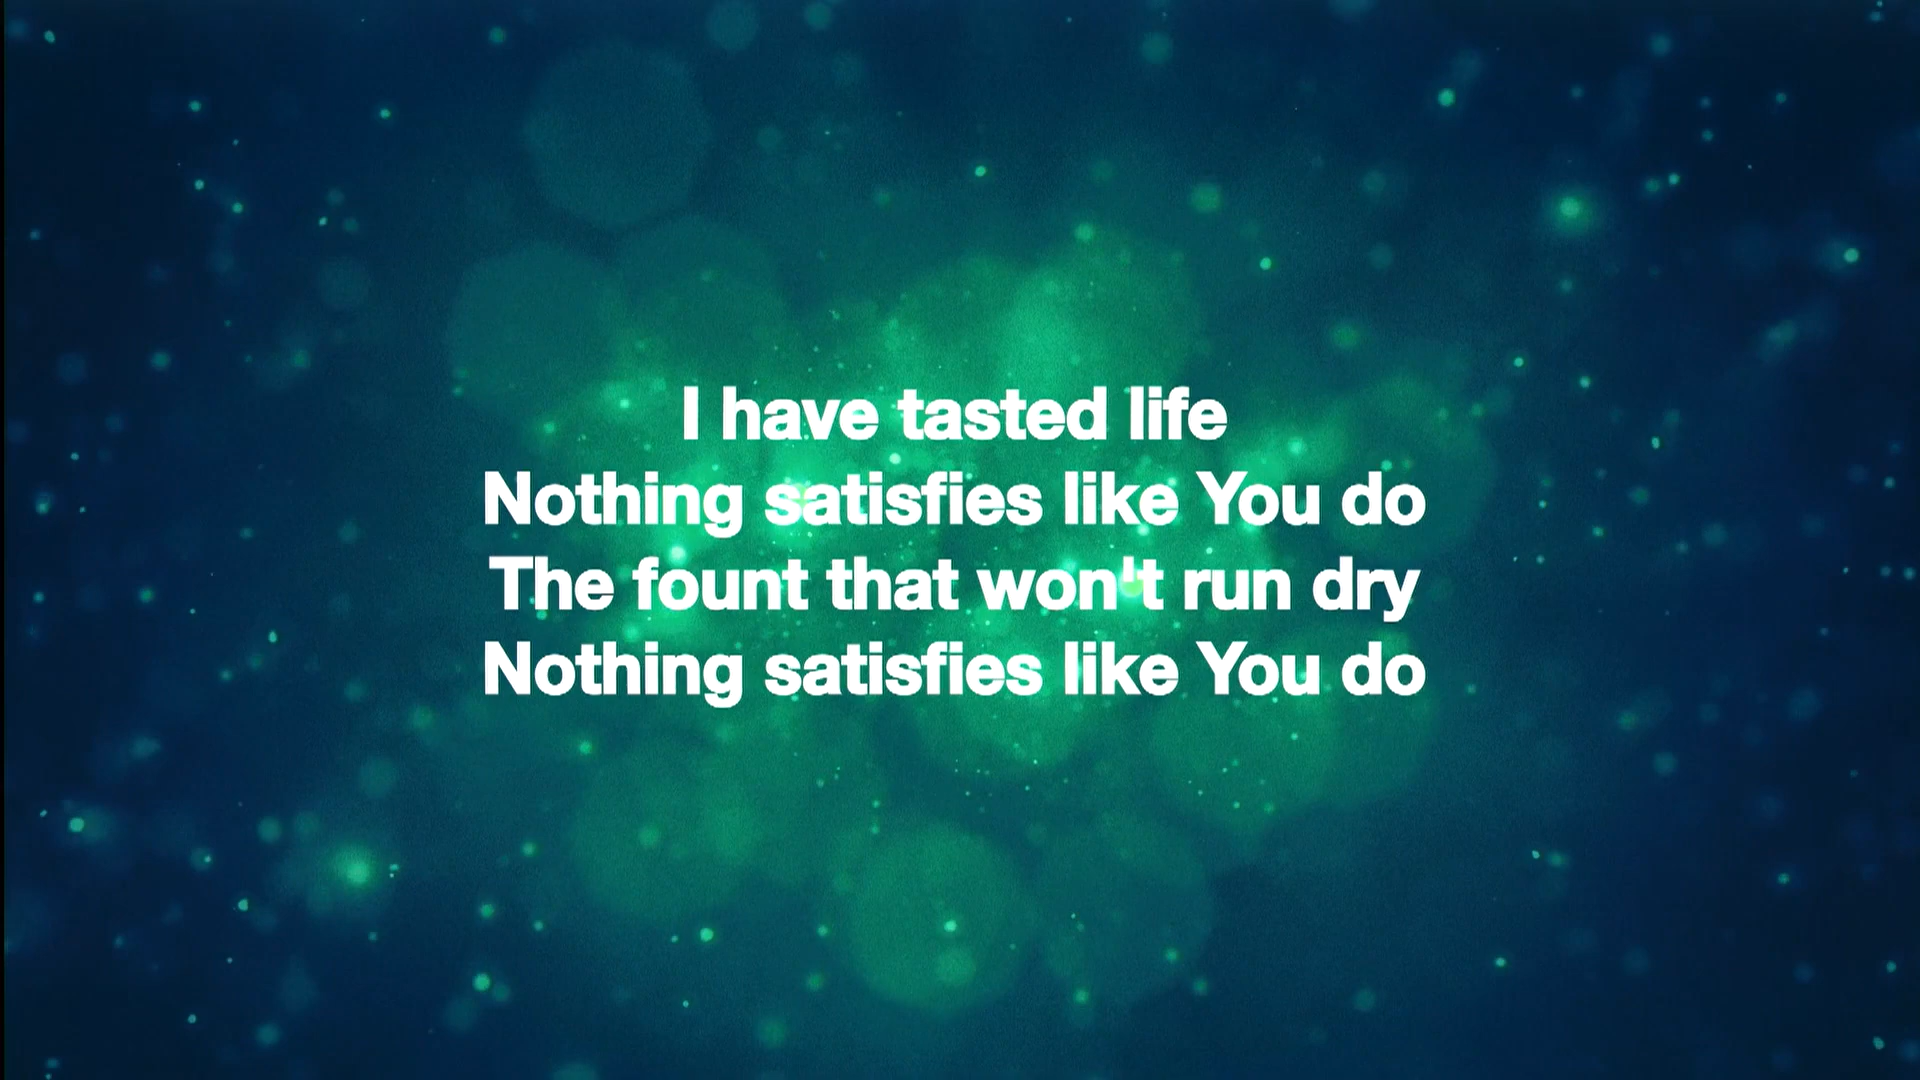 I have tasted life
Nothing satisfies like You do
The fount that won't run dry
Nothing satisfies like You do